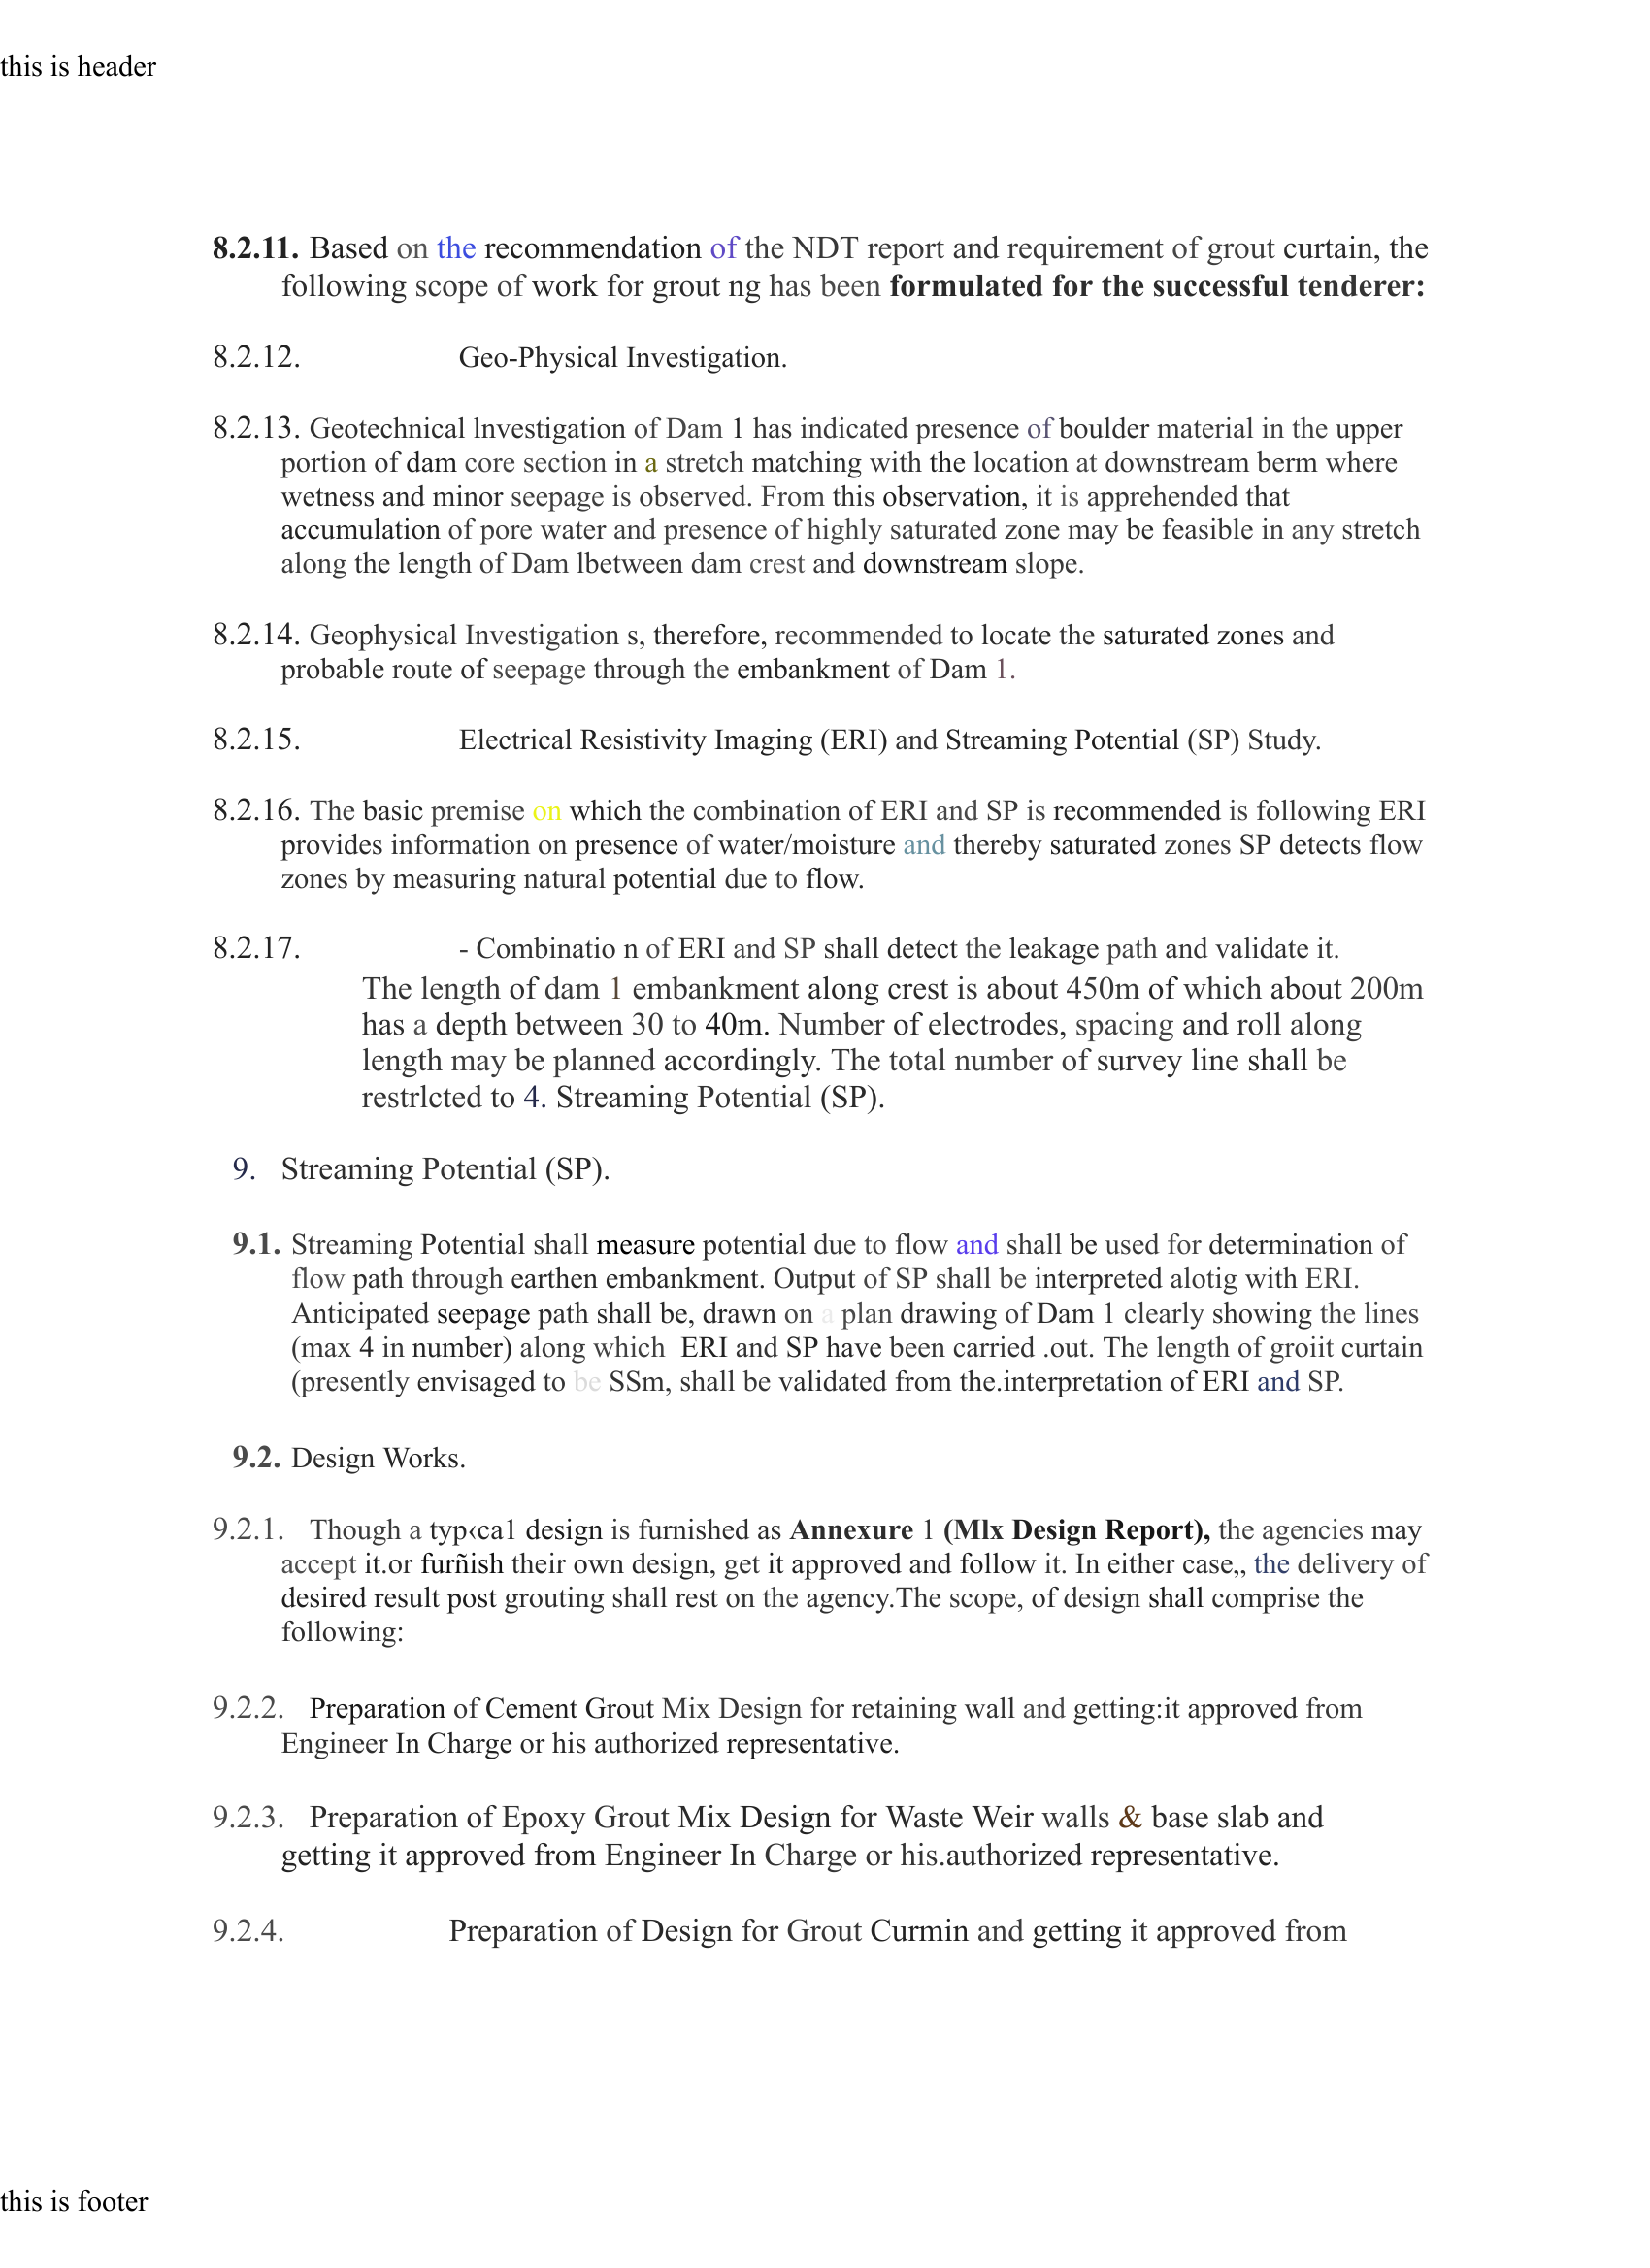 this is header
8.2.11. Based on the recommendation of the NDT report and requirement of grout curtain, the
following scope of work for grout ng has been formulated for the successful tenderer:
8.2.12. Geo-Physical Investigation.
8.2.13. Geotechnical lnvestigation of Dam 1 has indicated presence of boulder material in the upper
portion of dam core section in a stretch matching with the location at downstream berm where
wetness and minor seepage is observed. From this observation, it is apprehended that
accumulation of pore water and presence of highly saturated zone may be feasible in any stretch
along the length of Dam lbetween dam crest and downstream slope.
8.2.14. Geophysical Investigation s, therefore, recommended to locate the saturated zones and
probable route of seepage through the embankment of Dam 1.
8.2.15. Electrical Resistivity Imaging (ERI) and Streaming Potential (SP) Study.
8.2.16. The basic premise on which the combination of ERI and SP is recommended is following ERI
provides information on presence of water/moisture and thereby saturated zones SP detects flow
zones by measuring natural potential due to flow.
8.2.17. - Combinatio n of ERI and SP shall detect the leakage path and validate it.
The length of dam 1 embankment along crest is about 450m of which about 200m
has a depth between 30 to 40m. Number of electrodes, spacing and roll along
length may be planned accordingly. The total number of survey line shall be
restrlcted to 4. Streaming Potential (SP).
9. Streaming Potential (SP).
9.1. Streaming Potential shall measure potential due to flow and shall be used for determination of
flow path through earthen embankment. Output of SP shall be interpreted alotig with ERI.
Anticipated seepage path shall be, drawn on a plan drawing of Dam 1 clearly showing the lines
(max 4 in number) along which ERI and SP have been carried .out. The length of groiit curtain
(presently envisaged to be SSm, shall be validated from the.interpretation of ERI and SP.
9.2. Design Works.
9.2.1. Though a typ‹ca1 design is furnished as Annexure 1 (Mlx Design Report), the agencies may
accept it.or furñish their own design, get it approved and follow it. In either case,, the delivery of
desired result post grouting shall rest on the agency.The scope, of design shall comprise the
following:
9.2.2. Preparation of Cement Grout Mix Design for retaining wall and getting:it approved from
Engineer In Charge or his authorized representative.
9.2.3. Preparation of Epoxy Grout Mix Design for Waste Weir walls & base slab and
getting it approved from Engineer In Charge or his.authorized representative.
9.2.4. Preparation of Design for Grout Curmin and getting it approved from
this is footer